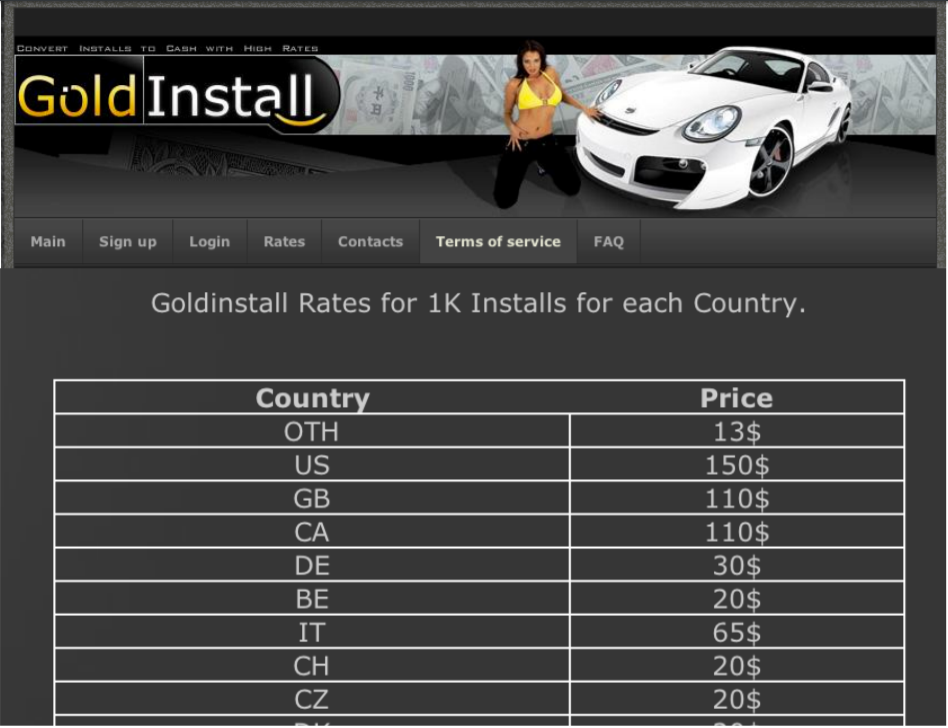 Convert Installs to Cash with High Rates
GoldInstall
Main Sign up Login Rates Contacts Terms of service FAQ
Goldinstall Rates for 1K Installs for each Country.
Country Price
OTH 13$
US 150$
GB 110$
CA 110$
DE 30$
BE 20$
IT 65$
CH 20$
CZ 20$